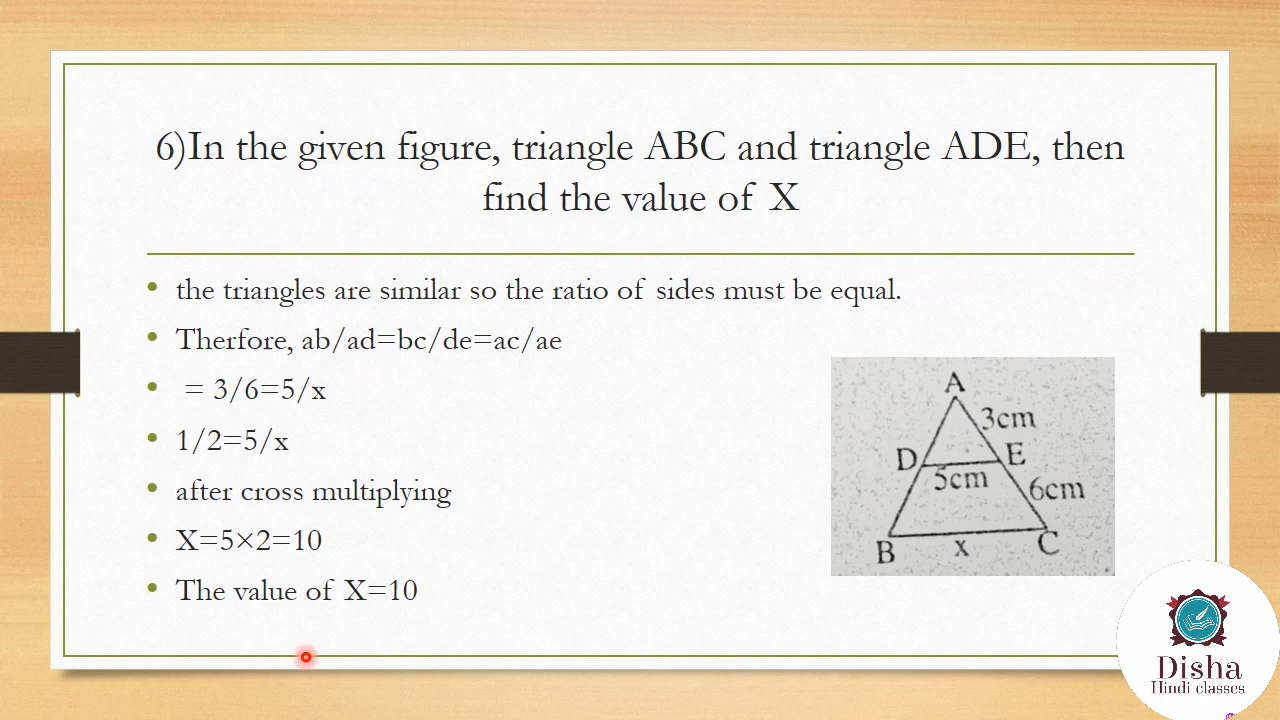 6)In the given figure, triangle ABC and triangle ADE, then
find the value of X
• the triangles are similar so the ratio of sides must be equal.
• Therfore, ab/ad=bc/de=ac/ae
• = 3/6=5/x
• 1/2=5/x
• after cross multiplying
• X=5×2=10
• The value of X=10
A
3cm
D
E
5cm
6cm
B
x
C
Disha
Hindi classes